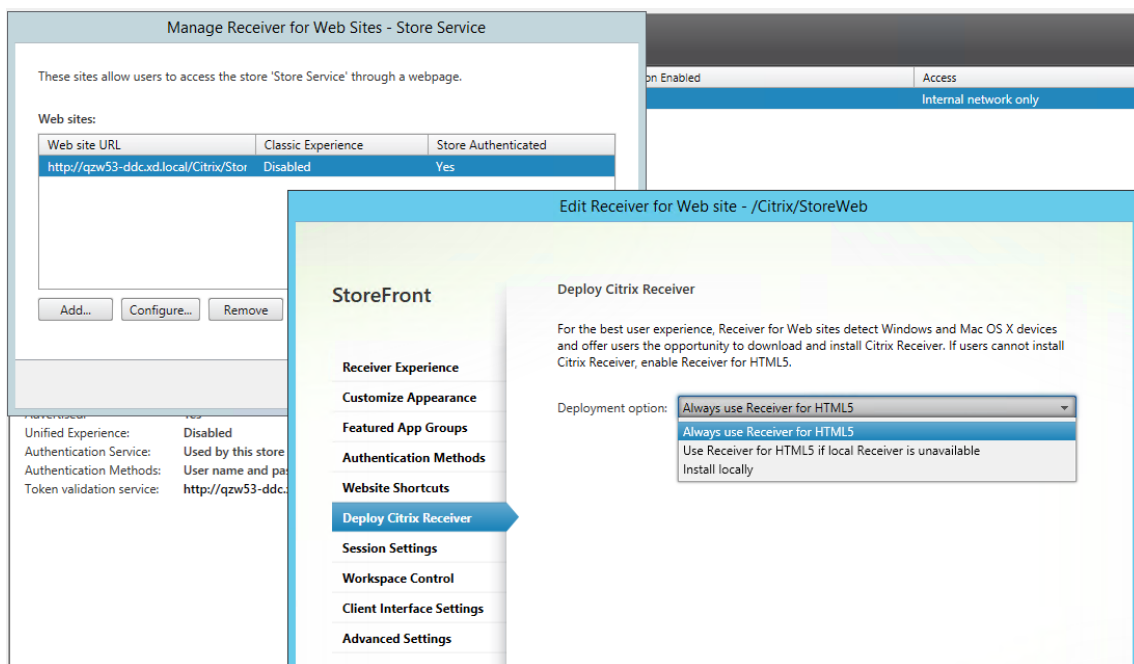 Manage Receiver for Web Sites - Store Service
These sites allow users to access the store 'Store Service' through a webpage.
Web sites:
Web site URL Classic Experience Store Authenticated
http://qzw53-ddc.xd.local/Citrix/Stor Disabled Yes
Add... Configure... Remove
on Enabled Access
Internal network only
Advertised: Yes
Unified Experience: Disabled
Authentication Service: Used by this store
Authentication Methods: User name and pas
Token validation service: http://qzw53-ddc.
Edit Receiver for Web site - /Citrix/StoreWeb
StoreFront
Receiver Experience
Customize Appearance
Featured App Groups
Authentication Methods
Website Shortcuts
Deploy Citrix Receiver
Session Settings
Workspace Control
Client Interface Settings
Advanced Settings
Deploy Citrix Receiver
For the best user experience, Receiver for Web sites detect Windows and Mac OS X devices
and offer users the opportunity to download and install Citrix Receiver. If users cannot install
Citrix Receiver, enable Receiver for HTML5.
Deployment option: Always use Receiver for HTML5
Always use Receiver for HTML5
Use Receiver for HTML5 if local Receiver is unavailable
Install locally